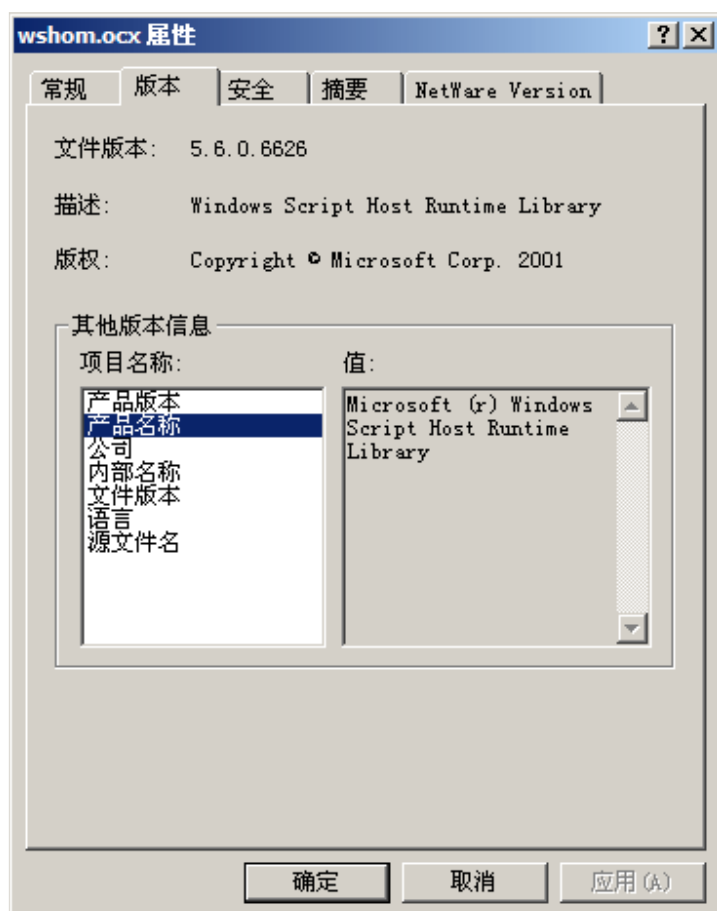 wshom.ocx 属性
常规 版本 安全 摘要 NetWare Version
文件版本: 5.6.0.6626
描述: Windows Script Host Runtime Library
版权: Copyright © Microsoft Corp. 2001
其他版本信息
项目名称: 值:
产品版本
产品名称
公司
内部名称
文件版本
语言
源文件名
Microsoft (r) Windows
Script Host Runtime
Library
确定 取消 应用(A)